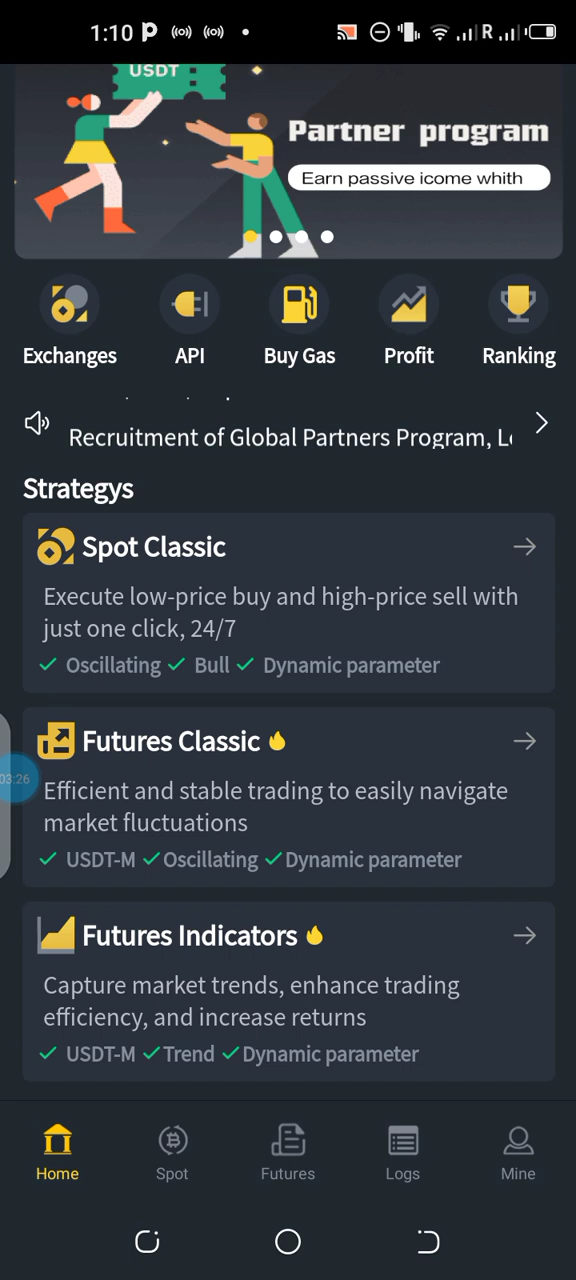 1:10
R
USDT
Partner program
Earn passive icome whith
Exchanges
API
Buy Gas
Profit
Ranking
Recruitment of Global Partners Program,
Strategys
Spot Classic
Execute low-price buy and high-price sell with
just one click, 24/7
Oscillating
Bull
Dynamic parameter
Futures Classic
03:26
Efficient and stable trading to easily navigate
market fluctuations
USDT-M
Oscillating
Dynamic parameter
Futures Indicators
Capture market trends, enhance trading
efficiency, and increase returns
USDT-M
Trend
Dynamic parameter
Home
Spot
Futures
Logs
Mine